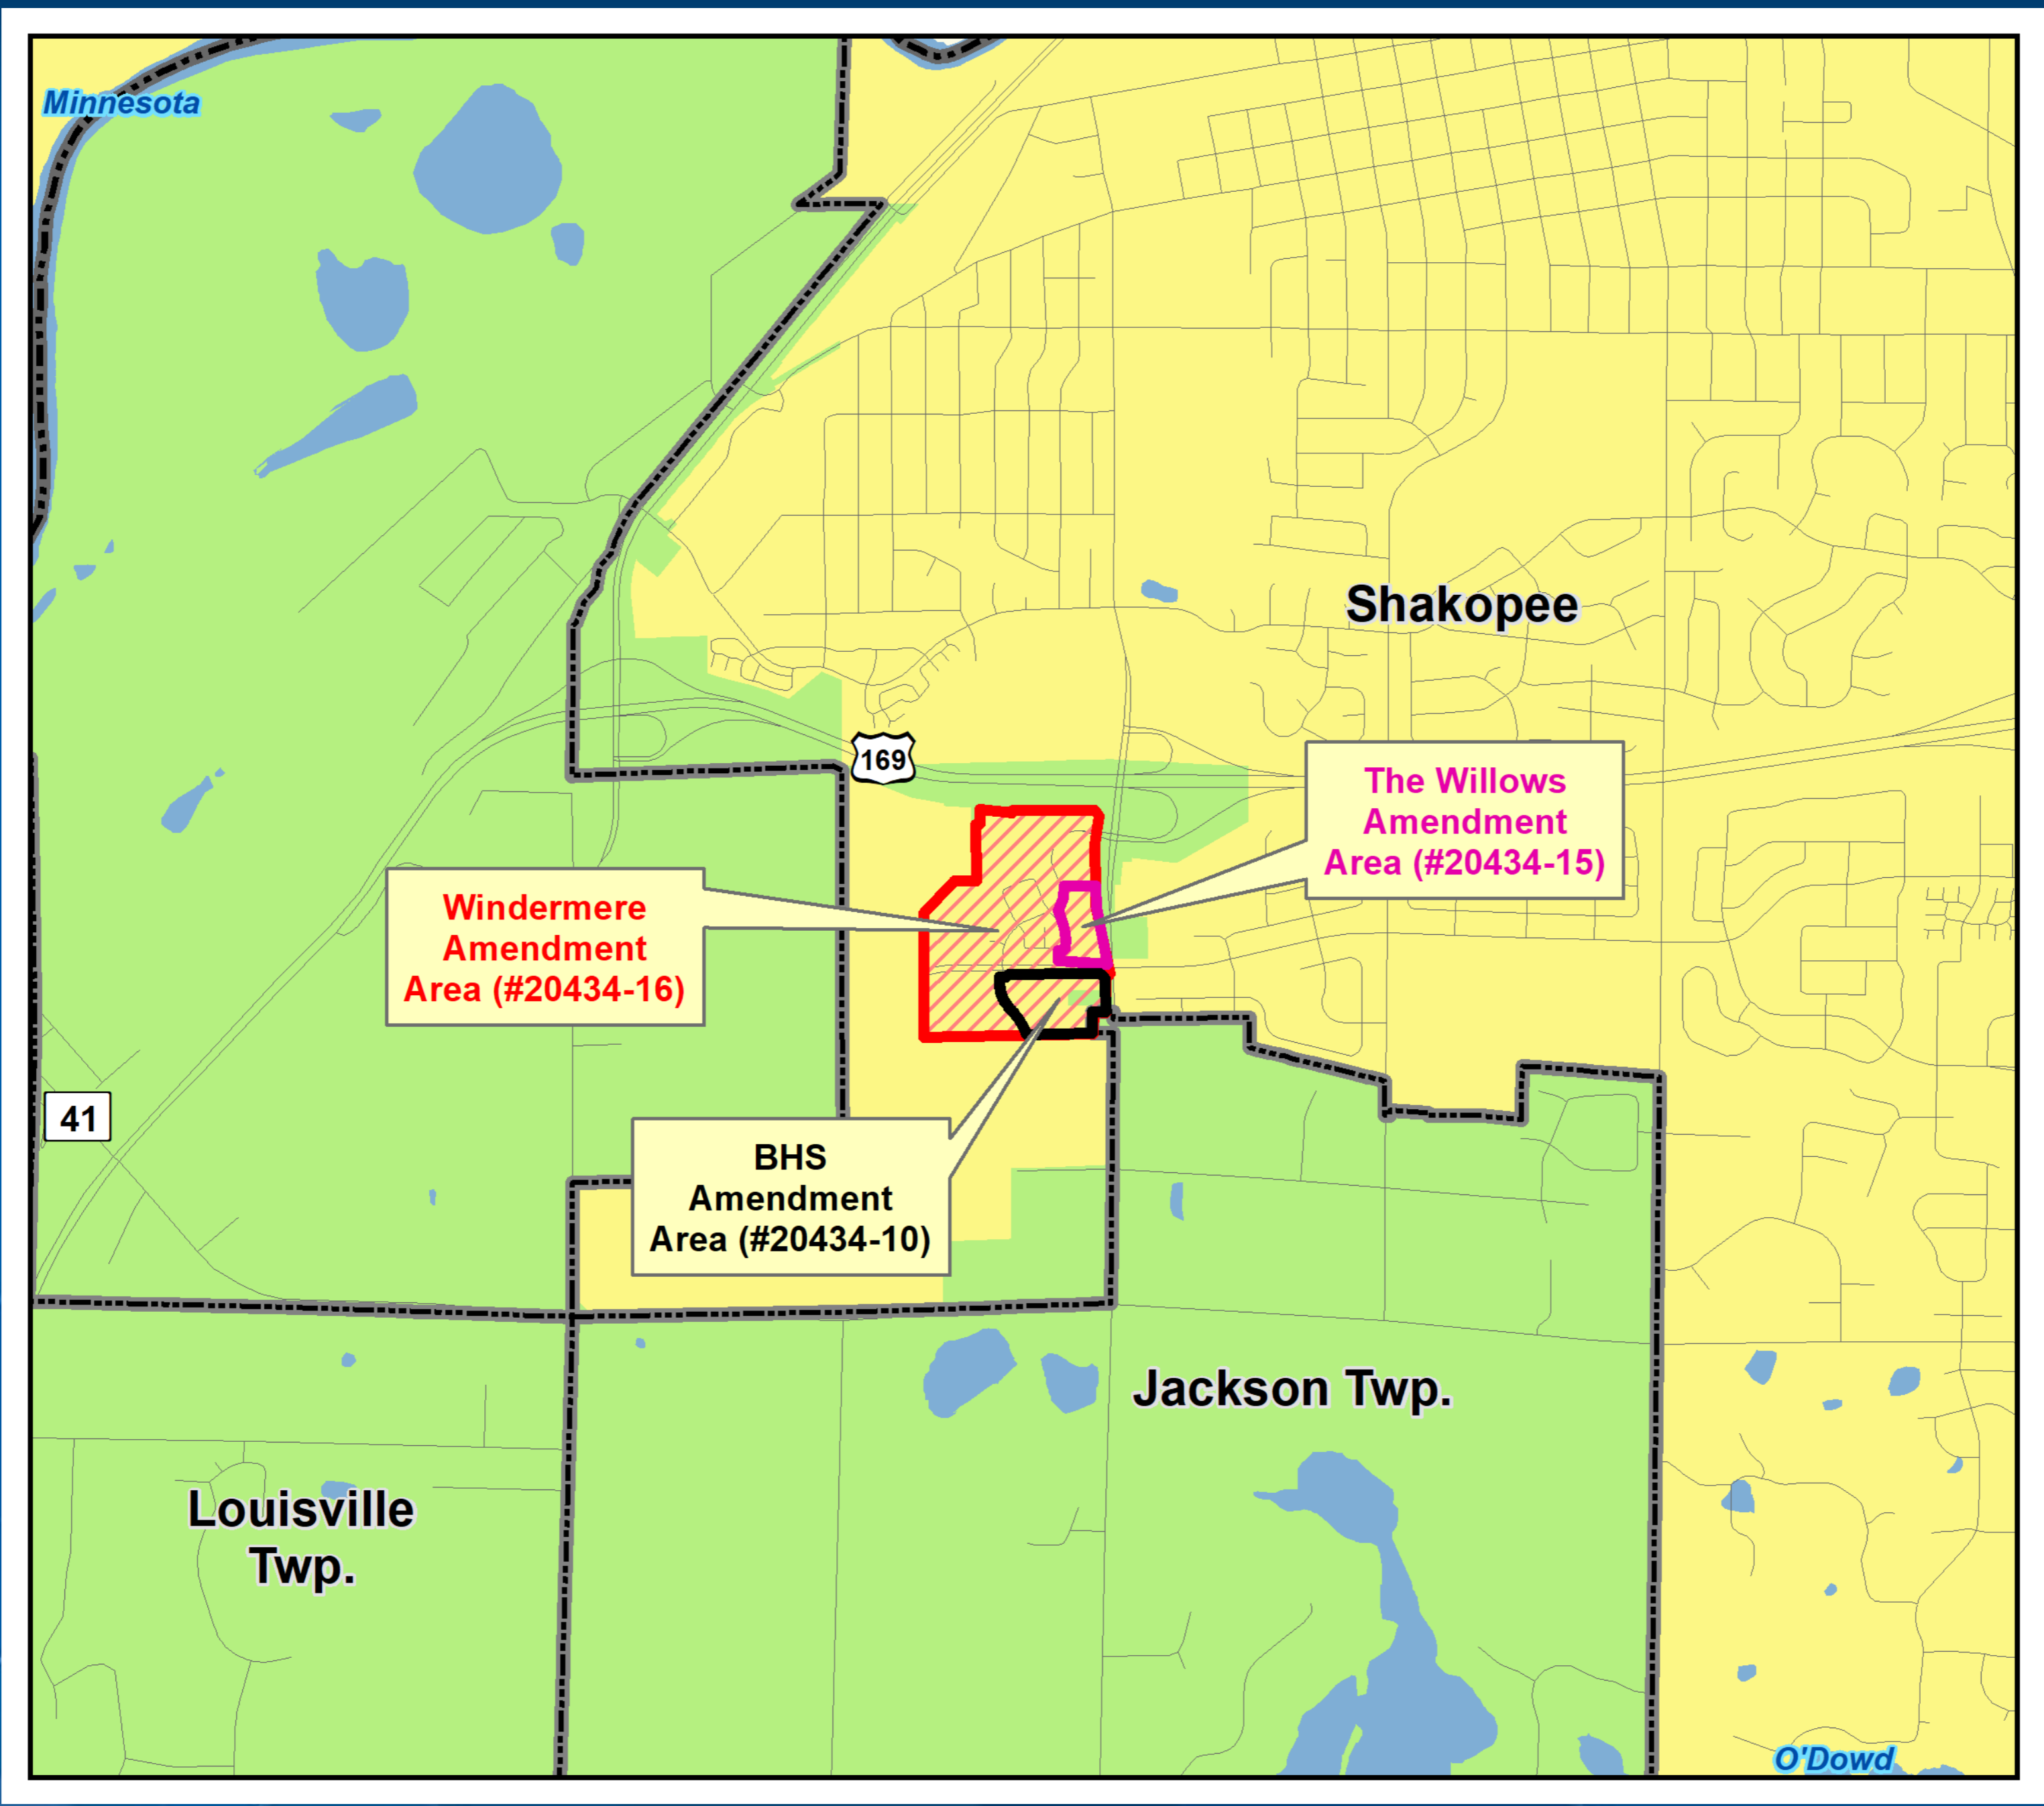 Minnesota
Shakopee
169
The Willows
Amendment
Area (#20434-15)
Windermere
Amendment
Area (#20434-16)
41
BHS
Amendment
Area (#20434-10)
Jackson Twp.
Louisville
Twp.
O'Dowd